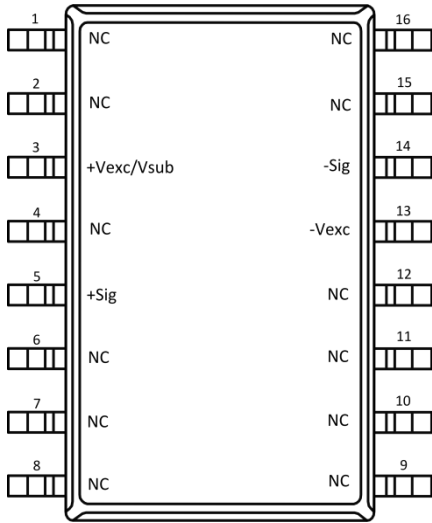 1 NC NC 16
2 NC NC 15
3 +Vexc/Vsub -Sig 14
4 NC -Vexc 13
5 +Sig NC 12
6 NC NC 11
7 NC NC 10
8 NC NC 9